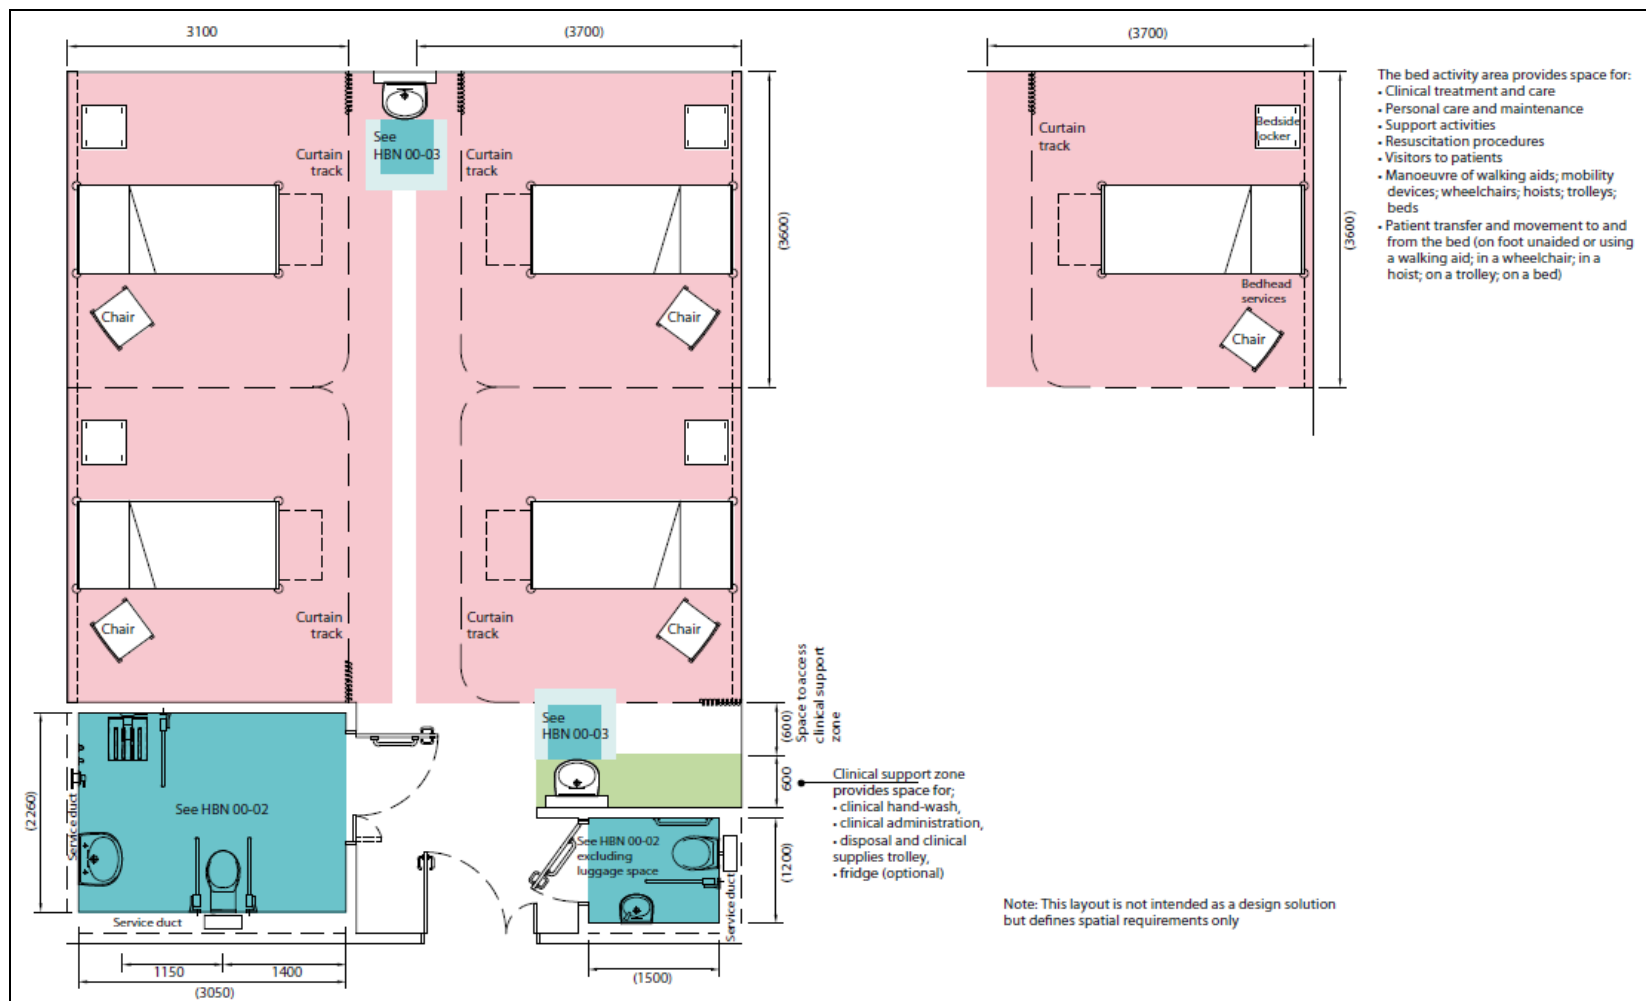 3100
(3700)
(3700)
The bed activity area provides space for:
• Clinical treatment and care
• Personal care and maintenance
• Support activities
• Resuscitation procedures
• Visitors to patients
• Manoeuvre of walking aids; mobility
devices; wheelchairs; hoists; trolleys;
beds
• Patient transfer and movement to and
from the bed (on foot unaided or using
a walking aid; in a wheelchair; in a
hoist; on a trolley; on a bed)
See
HBN 00-03
Curtain
track
Curtain
track
(3600)
Chair
Chair
Curtain
track
Bedside
locker
(3600)
Bedhead
services
Chair
Curtain
track
Curtain
track
Chair
Chair
See
HBN 00-03
(600)
Space to access
clinical support
zone
600
Clinical support zone
provides space for;
• clinical hand-wash,
• clinical administration,
• disposal and clinical
supplies trolley,
• fridge (optional)
(2260)
Service duct
See HBN 00-02
Service duct
See HBN 00-02
excluding
luggage space
(1200)
Service duct
1150
1400
(3050)
(1500)
Note: This layout is not intended as a design solution
but defines spatial requirements only